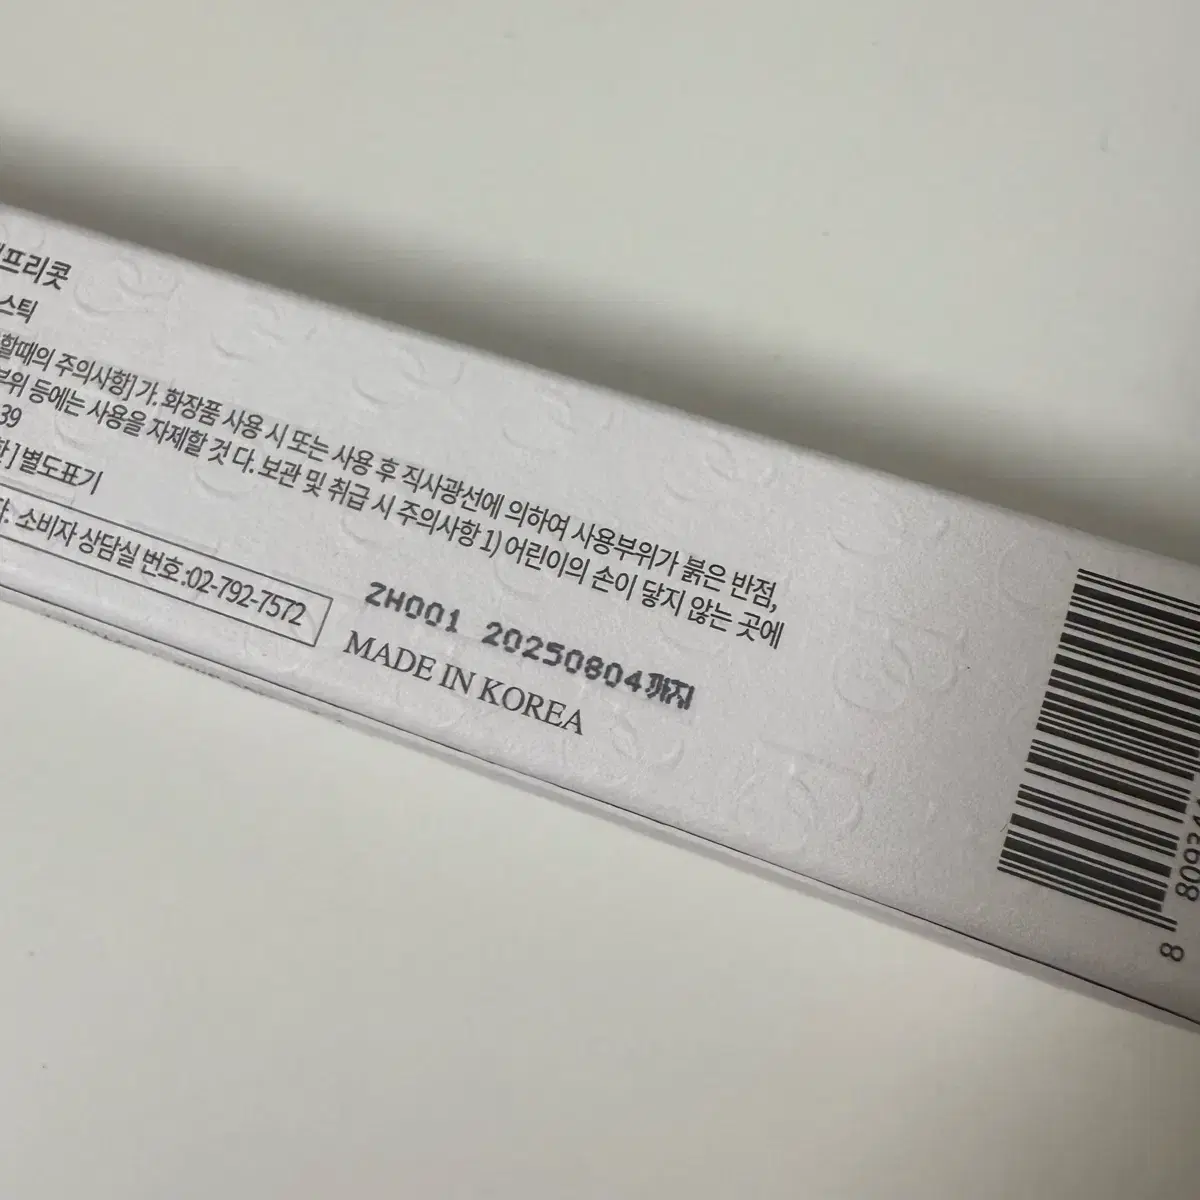 프리콧
스틱
할때의 주의사항] 가. 화장품 사용 시 또는 사용 후 직사광선에 의하여 사용부위가 붉은 반점,
부위 등에는 사용을 자제할 것 다. 보관 및 취급 시 주의사항 1) 어린이의 손이 닿지 않는 곳에
39
] 별도표기
소비자 상담실 번호:02-792-7572
ZH001 20250804까지
MADE IN KOREA
8